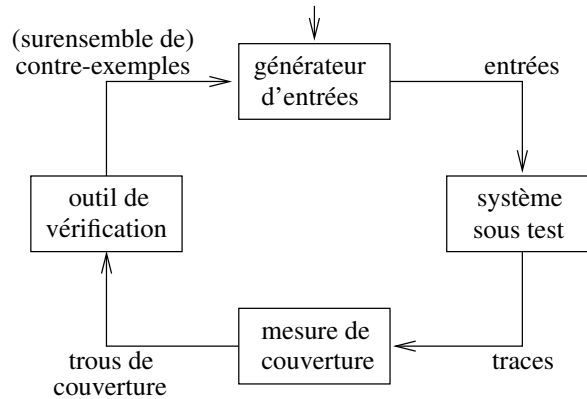 (surensemble de)
contre-exemples
générateur
d'entrées
entrées
outil de
vérification
système
sous test
mesure de
couverture
trous de
couverture
traces